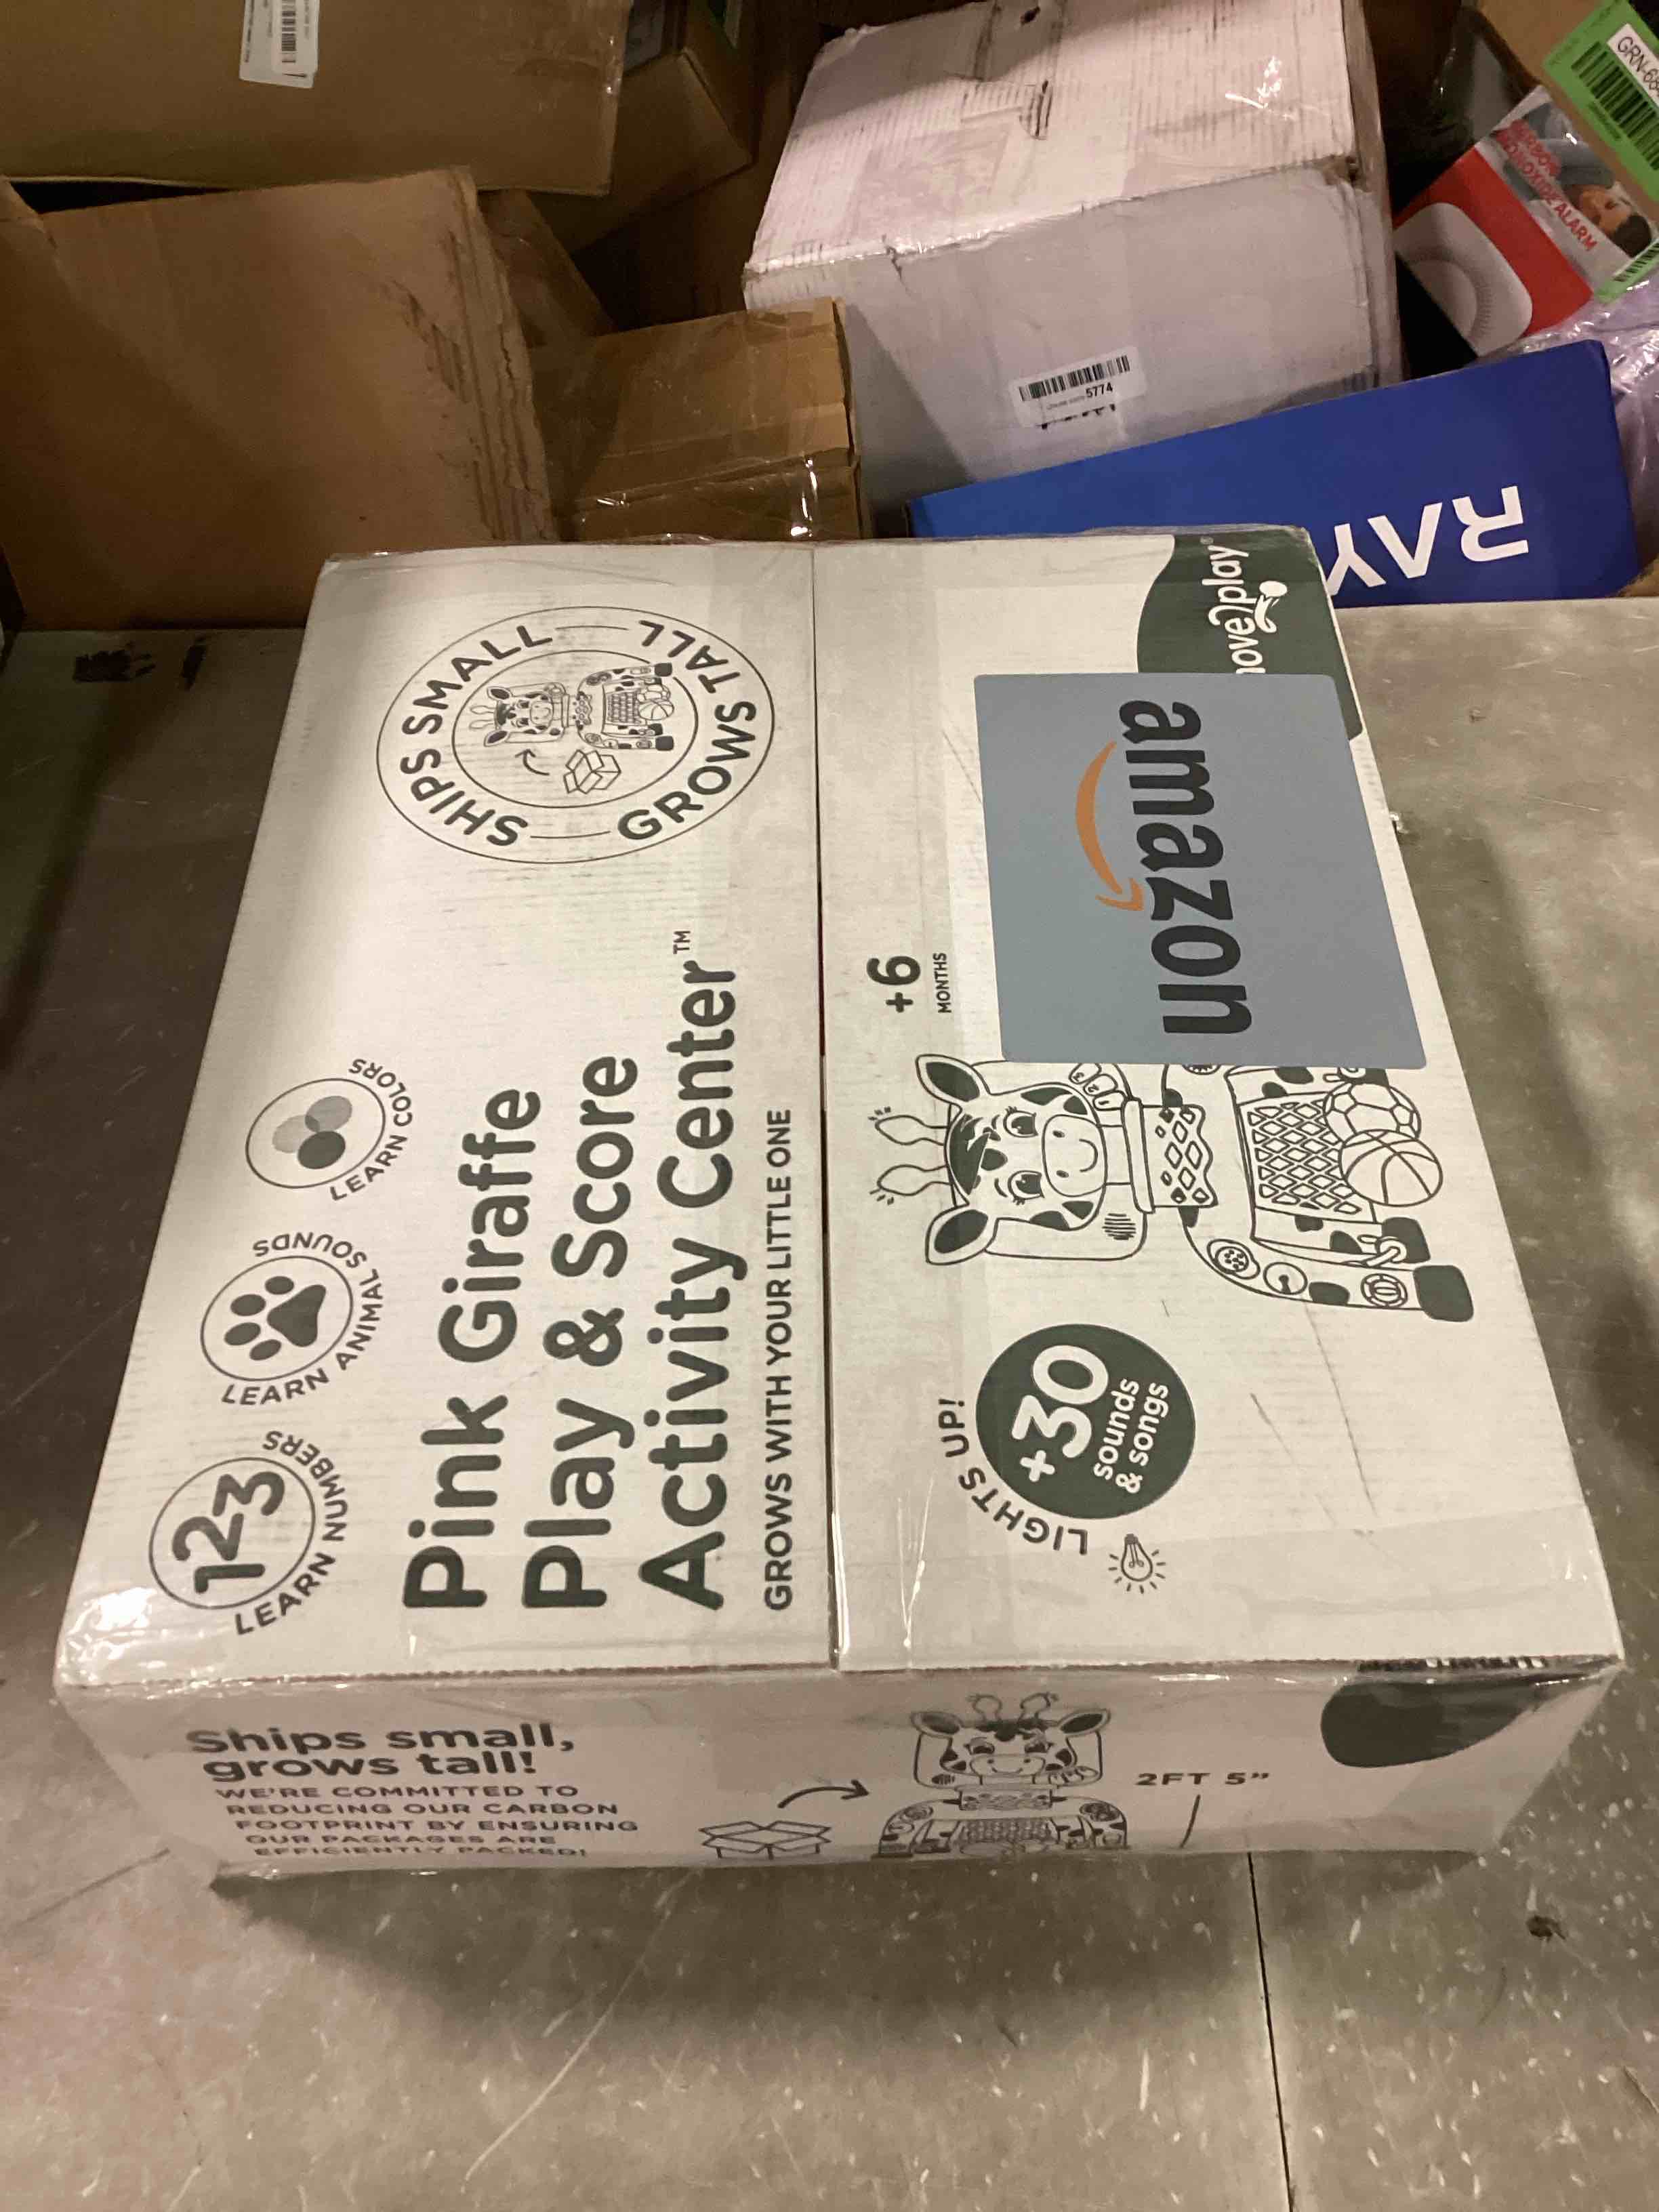 SHIPS SMALL
GROWS TALL
LEARN COLORS
LEARN ANIMAL SOUNDS
123
LEARN NUMBERS
Pink Giraffe
Play & Score
Activity Center™
GROWS WITH YOUR LITTLE ONE
move2play®
amazon
+6
MONTHS
LIGHTS UP!
+30
sounds
& songs
Ships small,
grows tall!
WE'RE COMMITTED TO
REDUCING OUR CARBON
FOOTPRINT BY ENSURING
OUR PACKAGES ARE
EFFICIENTLY PACKED!
2FT 5"
5774
RAY
ALARM